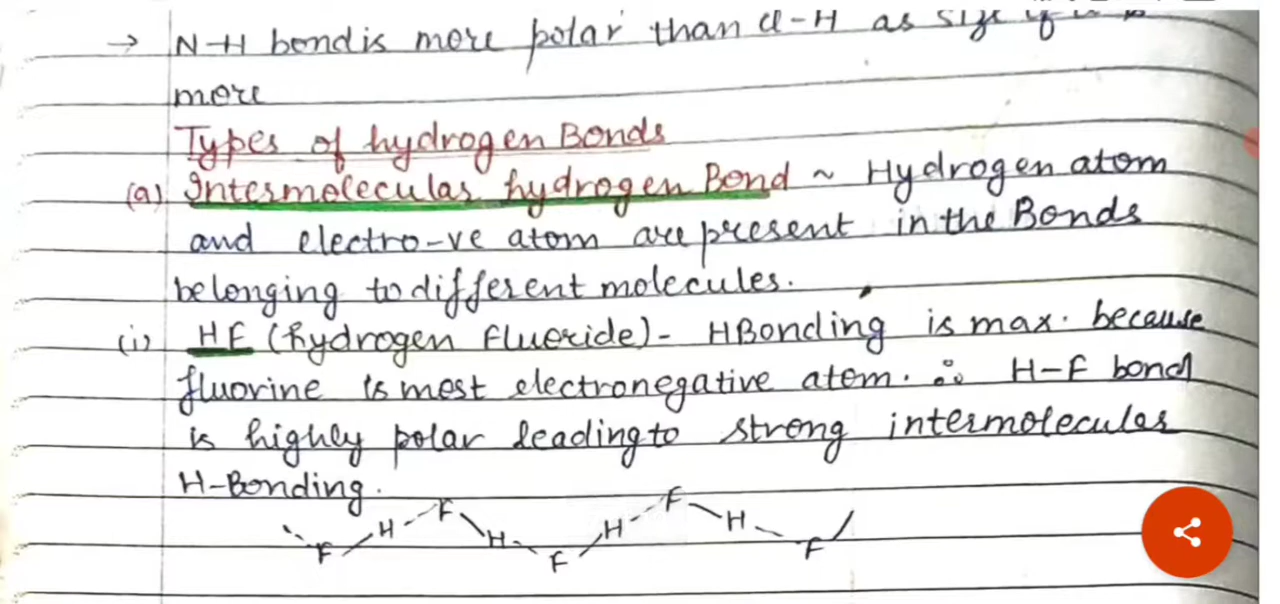 → N-H bond is more polar than Cl-H as size of
more
Types of hydrogen Bonds
(a) Intermolecular hydrogen Bond ~ Hydrogen atom
and electro-ve atom are present in the Bonds
belonging to different molecules.
(i) HF (hydrogen Fluoride)- HBonding is max. because
fluorine is most electronegative atom. ∴ H-F bond
is highly polar leading to strong intermolecular
H-Bonding.
F H F H F H F H F